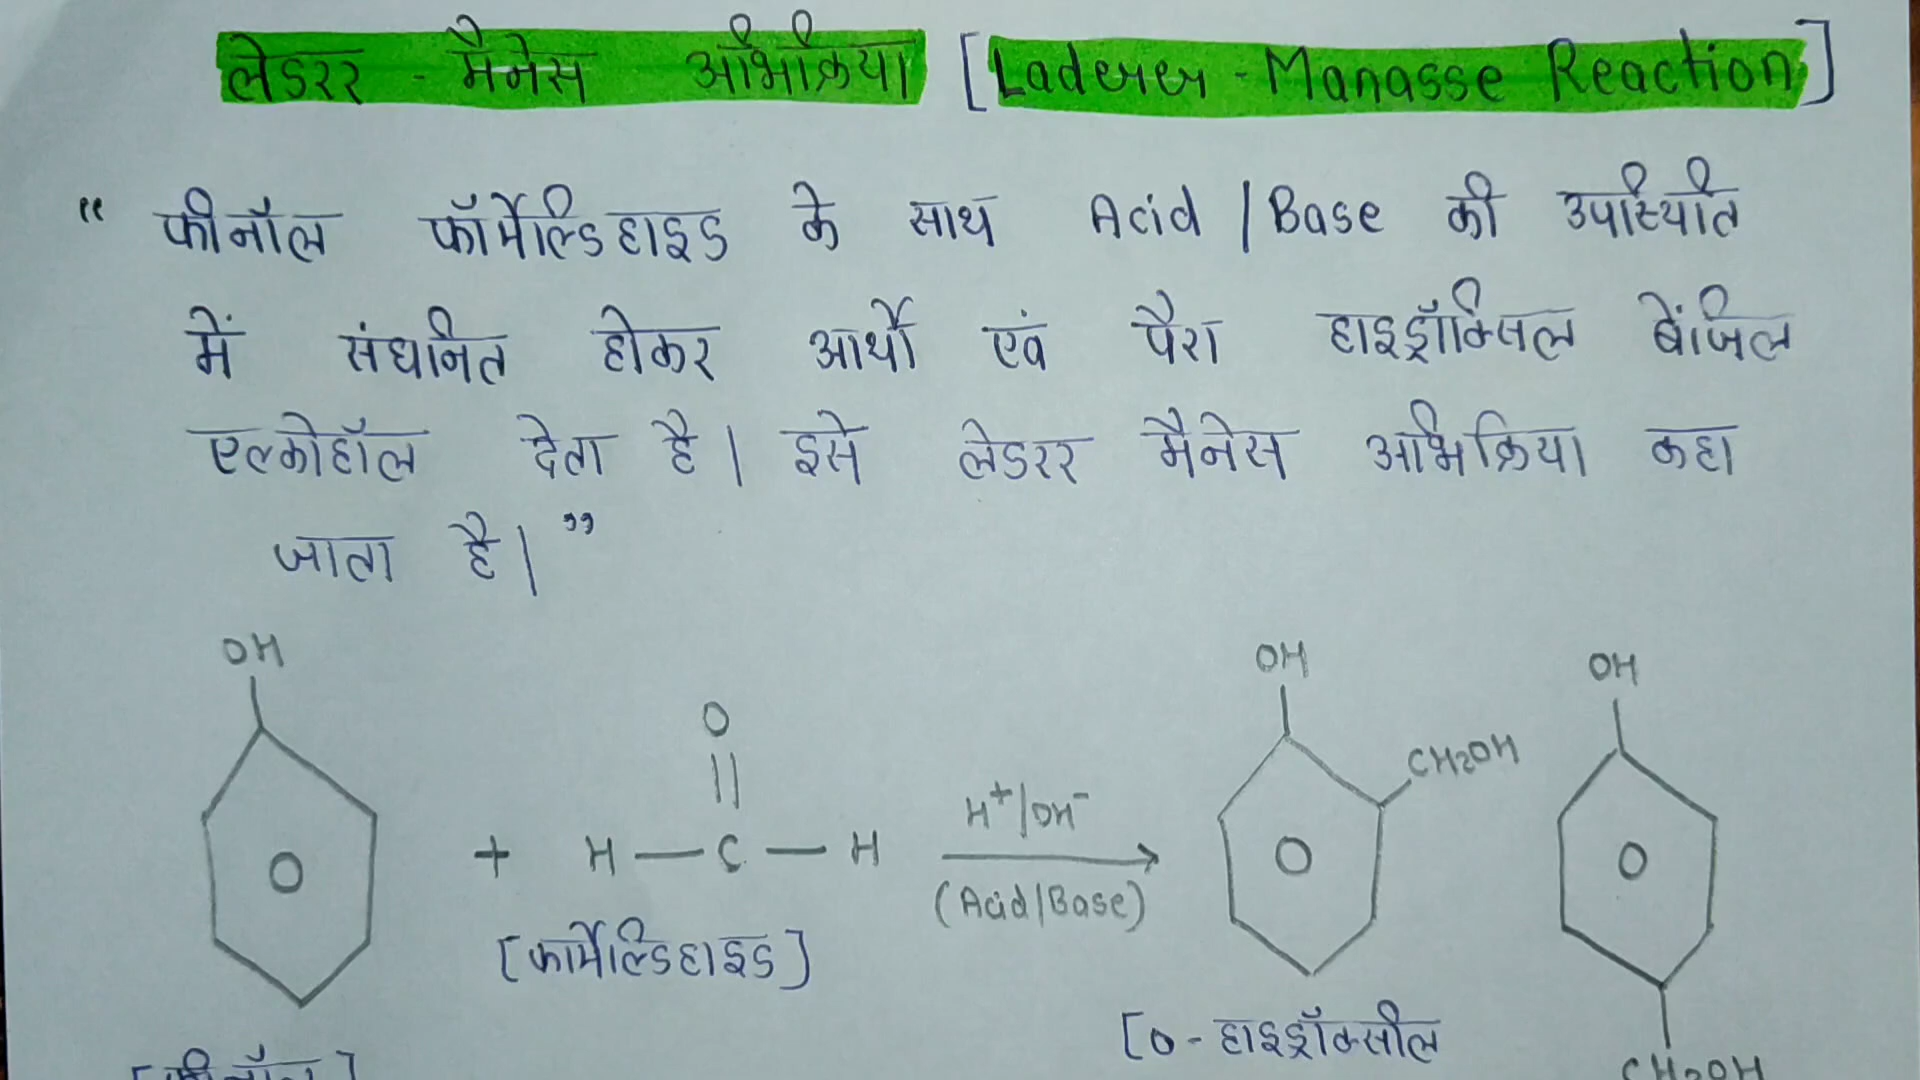 लेडरर - मैनेस अभिक्रिया [Laderer - Manasse Reaction]
“ फीनॉल फॉर्मेल्डिहाइड के साथ Acid / Base की उपस्थिति
में संघनित होकर आर्थो एवं पैरा हाइड्रॉक्सिल बेंजिल
एल्कोहॉल देता है। इसे लेडरर मैनेस अभिक्रिया कहा
जाता है। ”
OH
O
||
+ H — C — H
H⁺/OH⁻
(Acid/Base)
[फार्मेल्डिहाइड]
[फीनॉल]
OH
CH₂OH
[o - हाइड्रॉक्सील
OH
CH₂OH